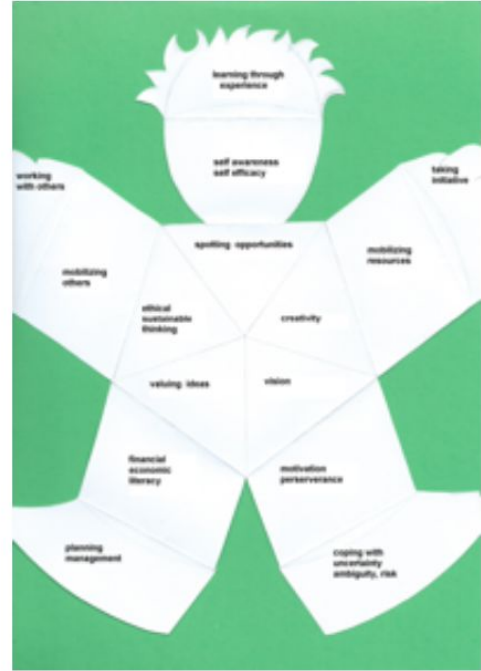 learning through
experience
self awareness
self efficacy
working
with others
taking
initiative
spotting opportunities
mobilizing
others
mobilizing
resources
ethical
sustainable
thinking
creativity
valuing ideas
vision
financial
economic
literacy
motivation
perserverance
planning
management
coping with
uncertainty
ambiguity, risk